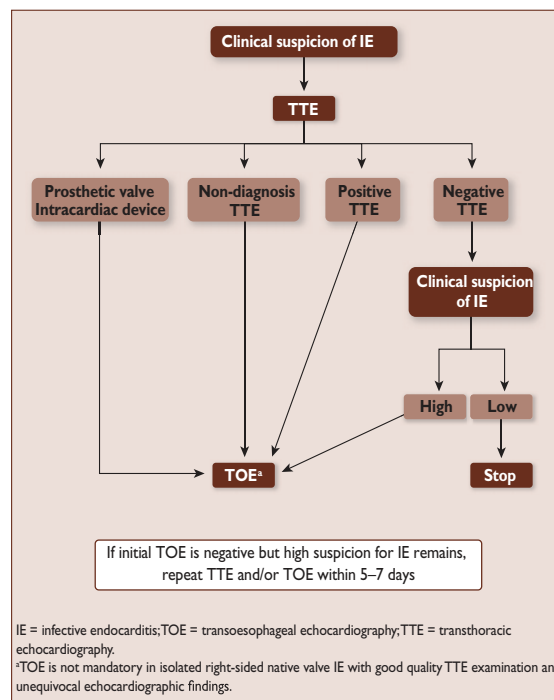 Clinical suspicion of IE
TTE
Prosthetic valve
Intracardiac device
Non-diagnosis
TTE
Positive
TTE
Negative
TTE
Clinical suspicion
of IE
High
Low
TOEᵃ
Stop
If initial TOE is negative but high suspicion for IE remains,
repeat TTE and/or TOE within 5–7 days
IE = infective endocarditis; TOE = transoesophageal echocardiography; TTE = transthoracic
echocardiography.
ᵃTOE is not mandatory in isolated right-sided native valve IE with good quality TTE examination an
unequivocal echocardiographic findings.